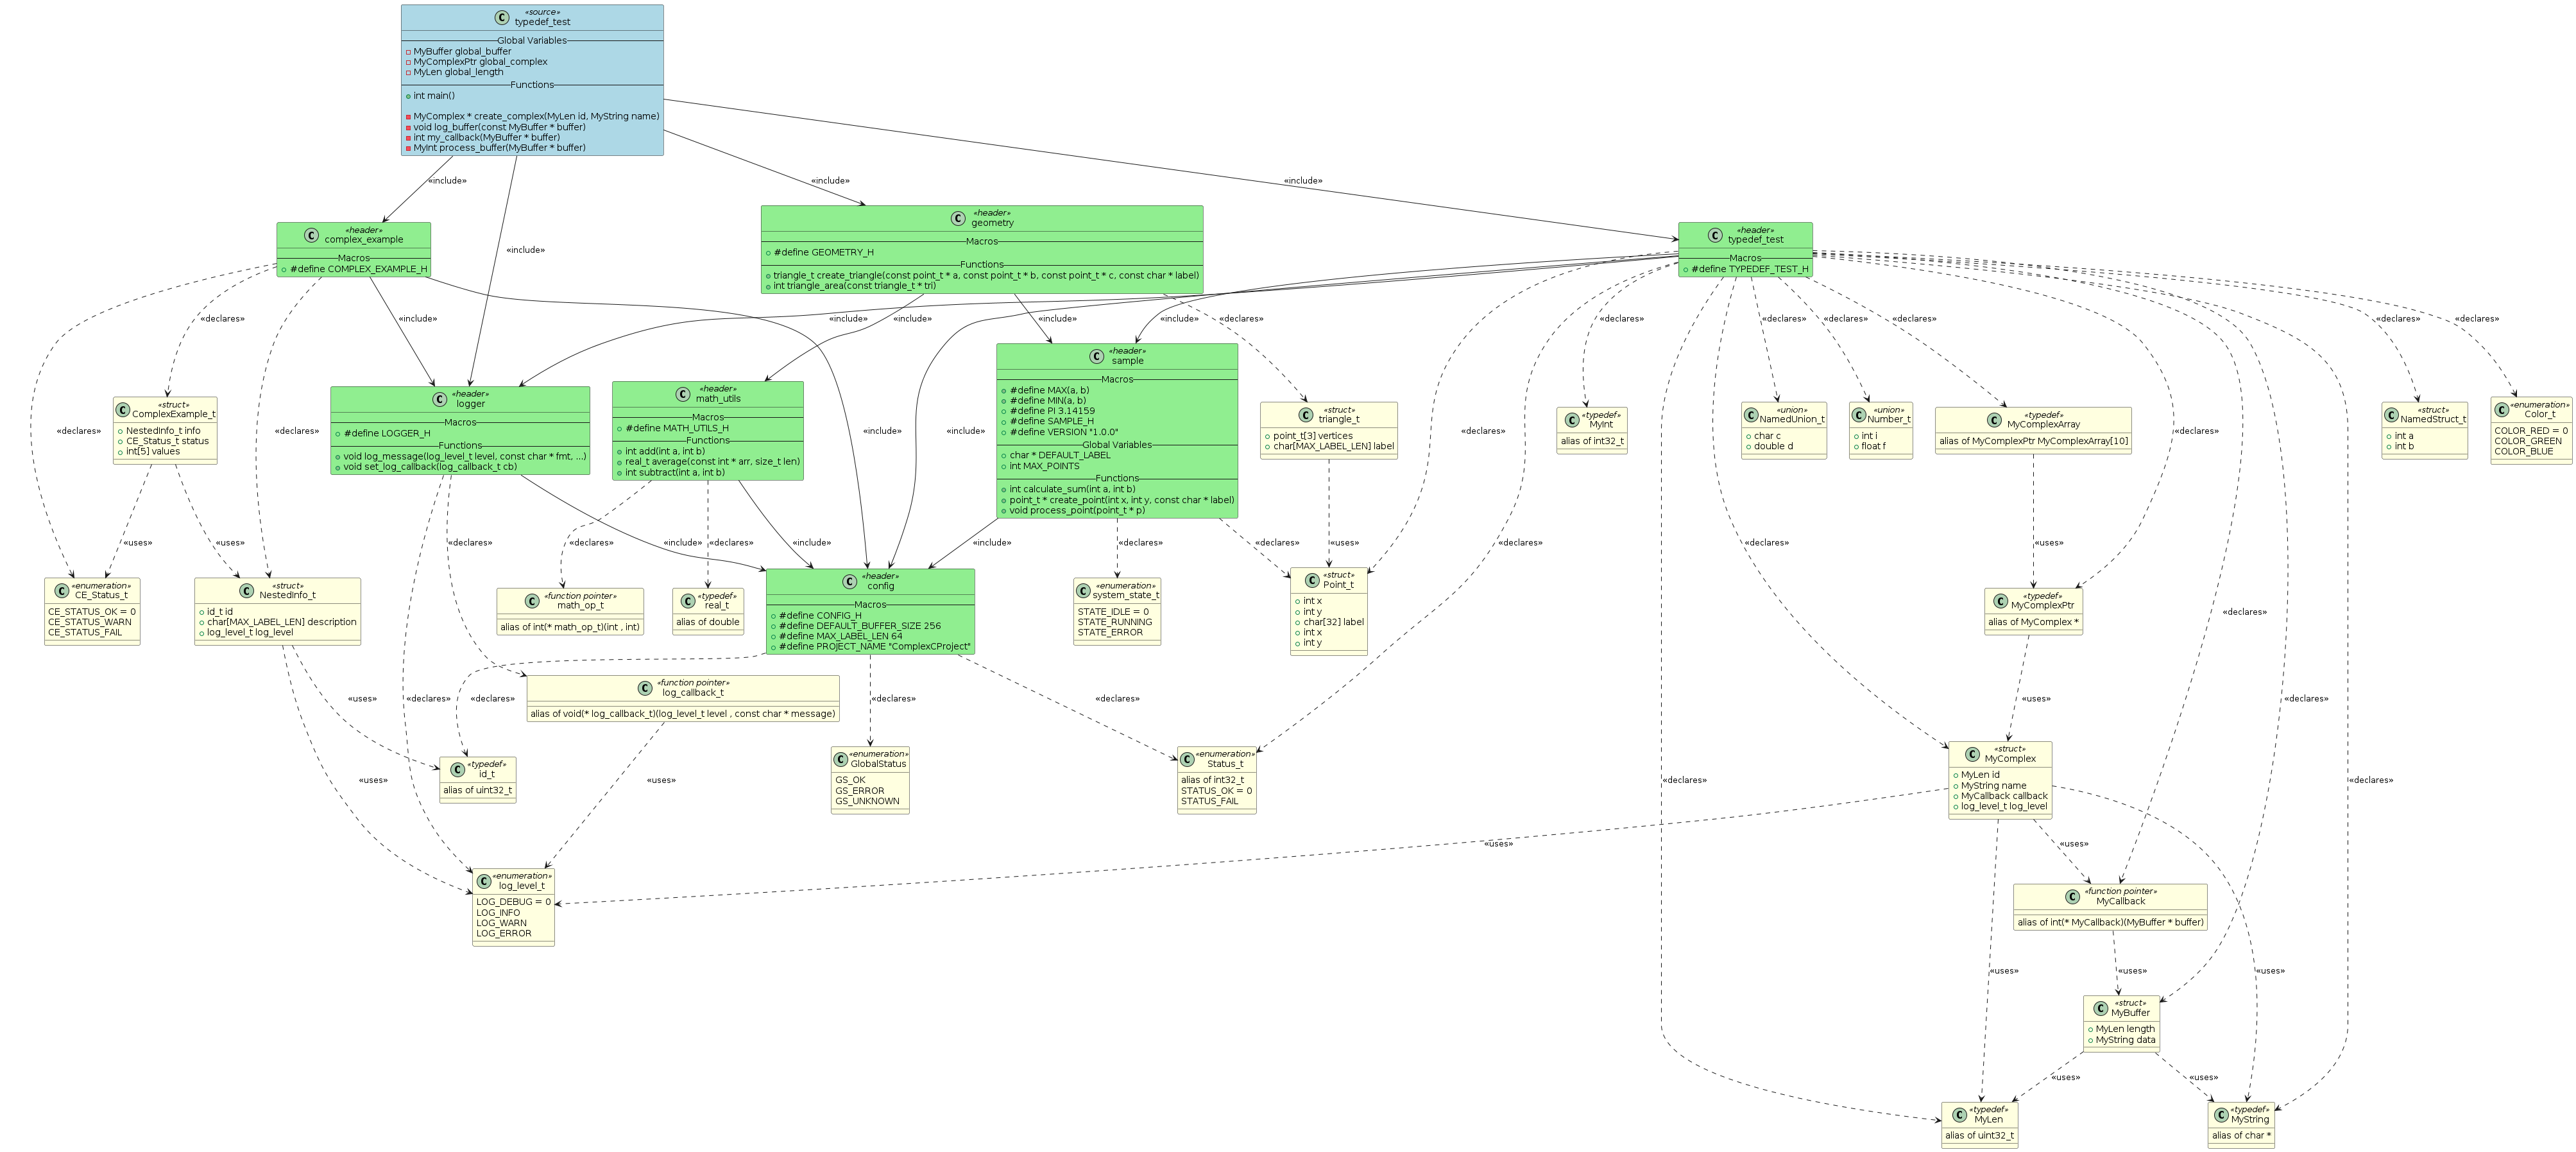 «source»
typedef_test
Global Variables
MyBuffer global_buffer
MyComplexPtr global_complex
MyLen global_length
Functions
int main()
MyComplex * create_complex(MyLen id, MyString name)
void log_buffer(const MyBuffer * buffer)
int my_callback(MyBuffer * buffer)
MyInt process_buffer(MyBuffer * buffer)
«include»
«include»
«include»
«include»
«header»
complex_example
Macros
#define COMPLEX_EXAMPLE_H
«header»
geometry
Macros
#define GEOMETRY_H
Functions
triangle_t create_triangle(const point_t * a, const point_t * b, const point_t * c, const char * label)
int triangle_area(const triangle_t * tri)
«header»
typedef_test
Macros
#define TYPEDEF_TEST_H
«declares»
«include»
«include»
«include»
«include»
«include»
«declares»
«declares»
«declares»
«declares»
«declares»
«declares»
«declares»
«struct»
ComplexExample_t
NestedInfo_t info
CE_Status_t status
int[5] values
«header»
logger
Macros
#define LOGGER_H
Functions
void log_message(log_level_t level, const char * fmt, ...)
void set_log_callback(log_callback_t cb)
«header»
math_utils
Macros
#define MATH_UTILS_H
Functions
int add(int a, int b)
real_t average(const int * arr, size_t len)
int subtract(int a, int b)
«header»
sample
Macros
#define MAX(a, b)
#define MIN(a, b)
#define PI 3.14159
#define SAMPLE_H
#define VERSION "1.0.0"
Global Variables
char * DEFAULT_LABEL
int MAX_POINTS
Functions
int calculate_sum(int a, int b)
point_t * create_point(int x, int y, const char * label)
void process_point(point_t * p)
«struct»
triangle_t
point_t[3] vertices
char[MAX_LABEL_LEN] label
«typedef»
MyInt
alias of int32_t
«union»
NamedUnion_t
char c
double d
«union»
Number_t
int i
float f
«typedef»
MyComplexArray
alias of MyComplexPtr MyComplexArray[10]
«struct»
NamedStruct_t
int a
int b
«enumeration»
Color_t
COLOR_RED = 0
COLOR_GREEN
COLOR_BLUE
«declares»
«declares»
«include»
«include»
«declares»
«declares»
«uses»
«uses»
«declares»
«include»
«declares»
«declares»
«include»
«include»
«declares»
«declares»
«uses»
«declares»
«declares»
«uses»
«enumeration»
CE_Status_t
CE_STATUS_OK = 0
CE_STATUS_WARN
CE_STATUS_FAIL
«struct»
NestedInfo_t
id_t id
char[MAX_LABEL_LEN] description
log_level_t log_level
«function pointer»
math_op_t
alias of int(* math_op_t)(int , int)
«typedef»
real_t
alias of double
«header»
config
Macros
#define CONFIG_H
#define DEFAULT_BUFFER_SIZE 256
#define MAX_LABEL_LEN 64
#define PROJECT_NAME "ComplexCProject"
«enumeration»
system_state_t
STATE_IDLE = 0
STATE_RUNNING
STATE_ERROR
«struct»
Point_t
int x
int y
char[32] label
int x
int y
«typedef»
MyComplexPtr
alias of MyComplex *
«declares»
«uses»
«declares»
«declares»
«declares»
«declares»
«declares»
«uses»
«declares»
«function pointer»
log_callback_t
alias of void(* log_callback_t)(log_level_t level , const char * message)
«uses»
«uses»
«declares»
«typedef»
id_t
alias of uint32_t
«enumeration»
GlobalStatus
GS_OK
GS_ERROR
GS_UNKNOWN
«enumeration»
Status_t
alias of int32_t
STATUS_OK = 0
STATUS_FAIL
«struct»
MyComplex
MyLen id
MyString name
MyCallback callback
log_level_t log_level
«uses»
«uses»
«enumeration»
log_level_t
LOG_DEBUG = 0
LOG_INFO
LOG_WARN
LOG_ERROR
«function pointer»
MyCallback
alias of int(* MyCallback)(MyBuffer * buffer)
«uses»
«uses»
«uses»
«struct»
MyBuffer
MyLen length
MyString data
«uses»
«uses»
«typedef»
MyLen
alias of uint32_t
«typedef»
MyString
alias of char *